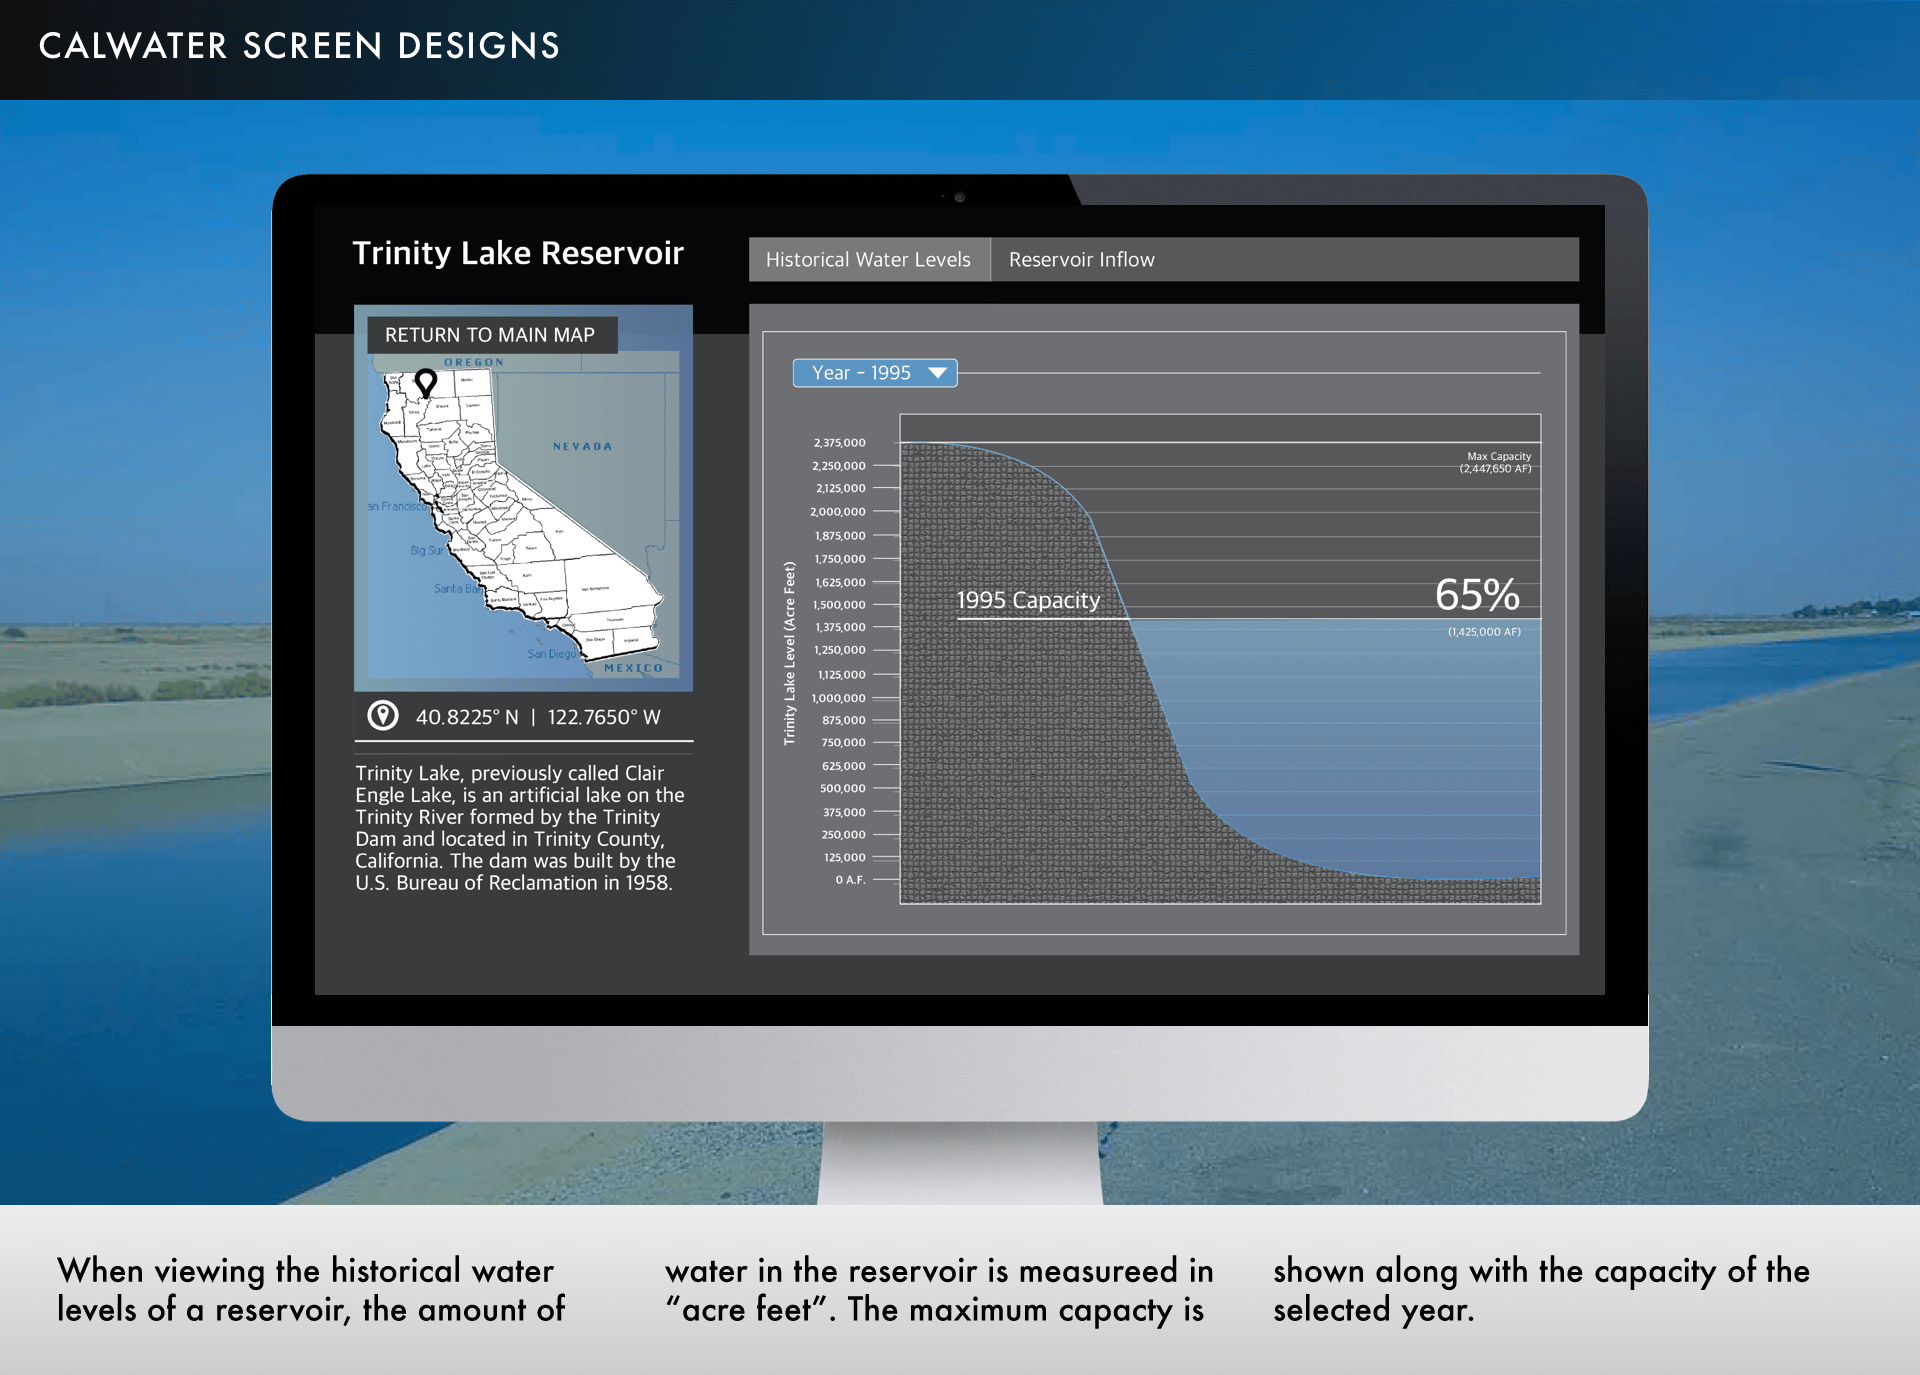 CALWATER SCREEN DESIGNS
Trinity Lake Reservoir
Historical Water Levels
Reservoir Inflow
RETURN TO MAIN MAP
OREGON
NEVADA
an Francisco
Big Sur
Santa Ba
San Diego
MEXICO
40.8225° N | 122.7650° W
Trinity Lake, previously called Clair
Engle Lake, is an artificial lake on the
Trinity River formed by the Trinity
Dam and located in Trinity County,
California. The dam was built by the
U.S. Bureau of Reclamation in 1958.
Year - 1995
Trinity Lake Level (Acre Feet)
2,375,000
2,250,000
2,125,000
2,000,000
1,875,000
1,750,000
1,625,000
1,500,000
1,375,000
1,250,000
1,125,000
1,000,000
875,000
750,000
625,000
500,000
375,000
250,000
125,000
0 A.F.
Max Capacity
(2,447,650 AF)
1995 Capacity
65%
(1,425,000 AF)
When viewing the historical water
levels of a reservoir, the amount of
water in the reservoir is measureed in
“acre feet”. The maximum capacty is
shown along with the capacity of the
selected year.